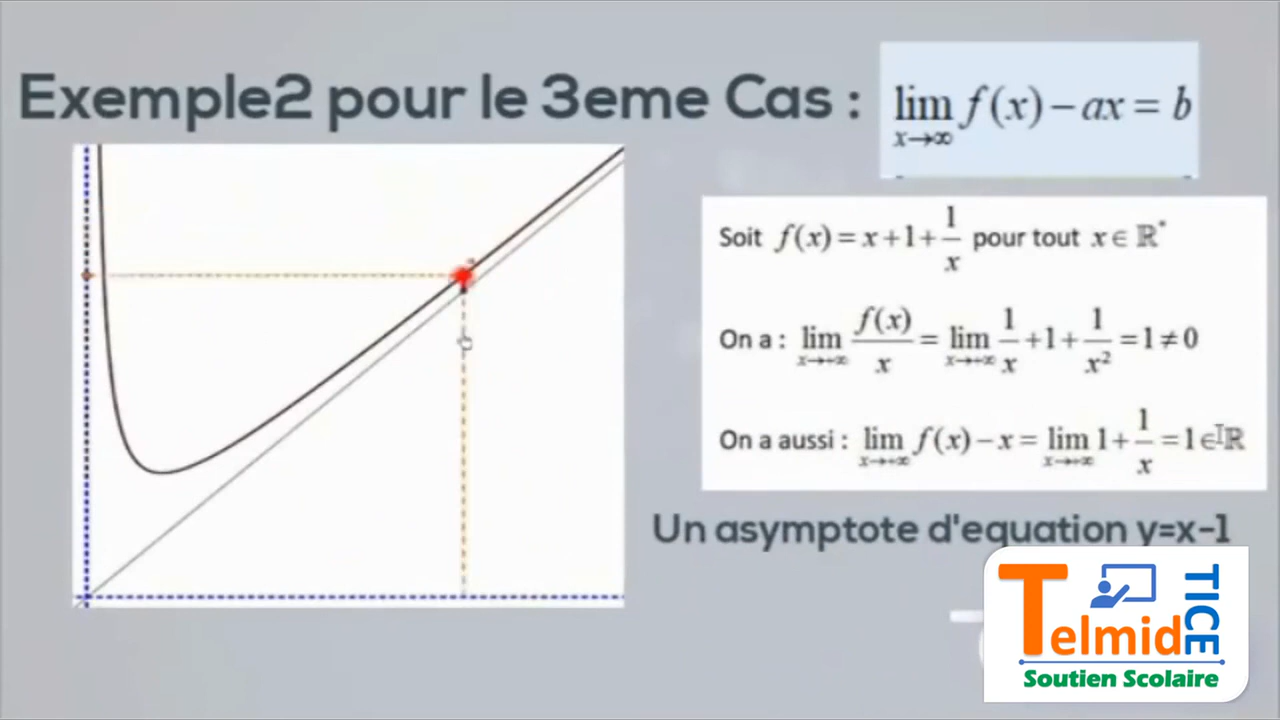 Exemple2 pour le 3eme Cas :
lim f(x) − ax = b
x→∞
Soit f(x) = x+1+1/x pour tout x∈ℝ*
On a : lim f(x)/x = lim 1/x +1+ 1/x² = 1 ≠ 0
x→+∞ x→+∞
On a aussi : lim f(x) − x = lim 1+ 1/x = 1∈ℝ
x→+∞ x→+∞
Un asymptote d'equation y=x-1
Telmid TICE
Soutien Scolaire